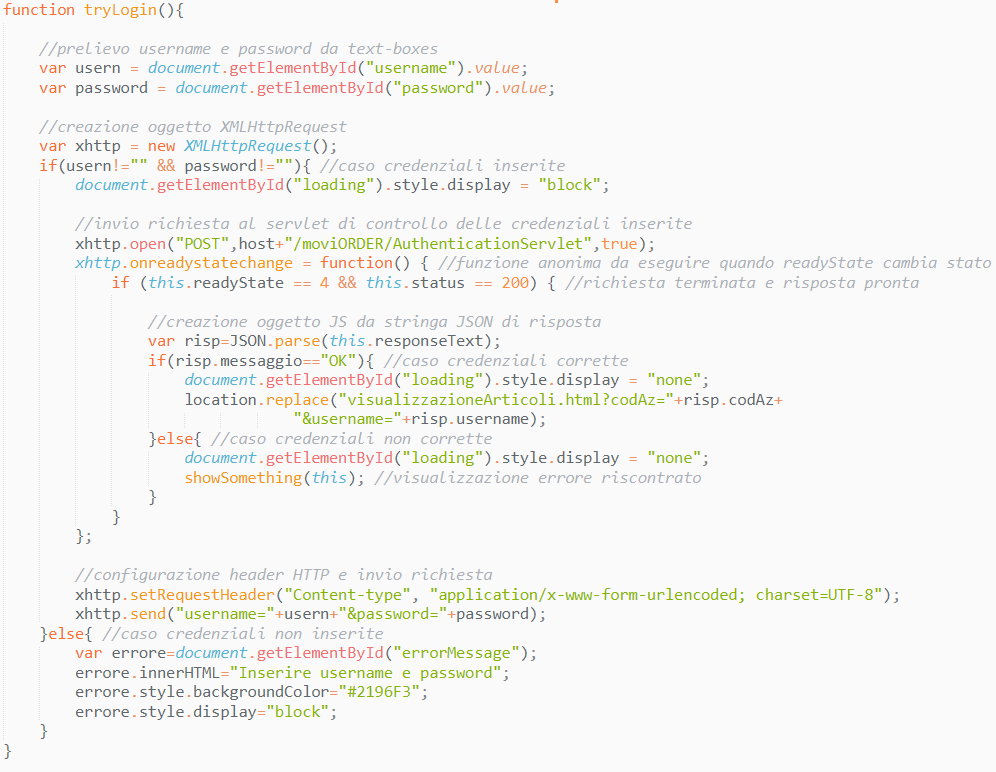 function tryLogin(){
//prelievo username e password da text-boxes
var usern = document.getElementById("username").value;
var password = document.getElementById("password").value;
//creazione oggetto XMLHttpRequest
var xhttp = new XMLHttpRequest();
if(usern!="" && password!=""){ //caso credenziali inserite
document.getElementById("loading").style.display = "block";
//invio richiesta al servlet di controllo delle credenziali inserite
xhttp.open("POST",host+"/moviORDER/AuthenticationServlet",true);
xhttp.onreadystatechange = function() { //funzione anonima da eseguire quando readyState cambia stato
if (this.readyState == 4 && this.status == 200) { //richiesta terminata e risposta pronta
//creazione oggetto JS da stringa JSON di risposta
var risp=JSON.parse(this.responseText);
if(risp.messaggio=="OK"){ //caso credenziali corrette
document.getElementById("loading").style.display = "none";
location.replace("visualizzazioneArticoli.html?codAz="+risp.codAz+
"&username="+risp.username);
}else{ //caso credenziali non corrette
document.getElementById("loading").style.display = "none";
showSomething(this); //visualizzazione errore riscontrato
}
}
};
//configurazione header HTTP e invio richiesta
xhttp.setRequestHeader("Content-type", "application/x-www-form-urlencoded; charset=UTF-8");
xhttp.send("username="+usern+"&password="+password);
}else{ //caso credenziali non inserite
var errore=document.getElementById("errorMessage");
errore.innerHTML="Inserire username e password";
errore.style.backgroundColor="#2196F3";
errore.style.display="block";
}
}